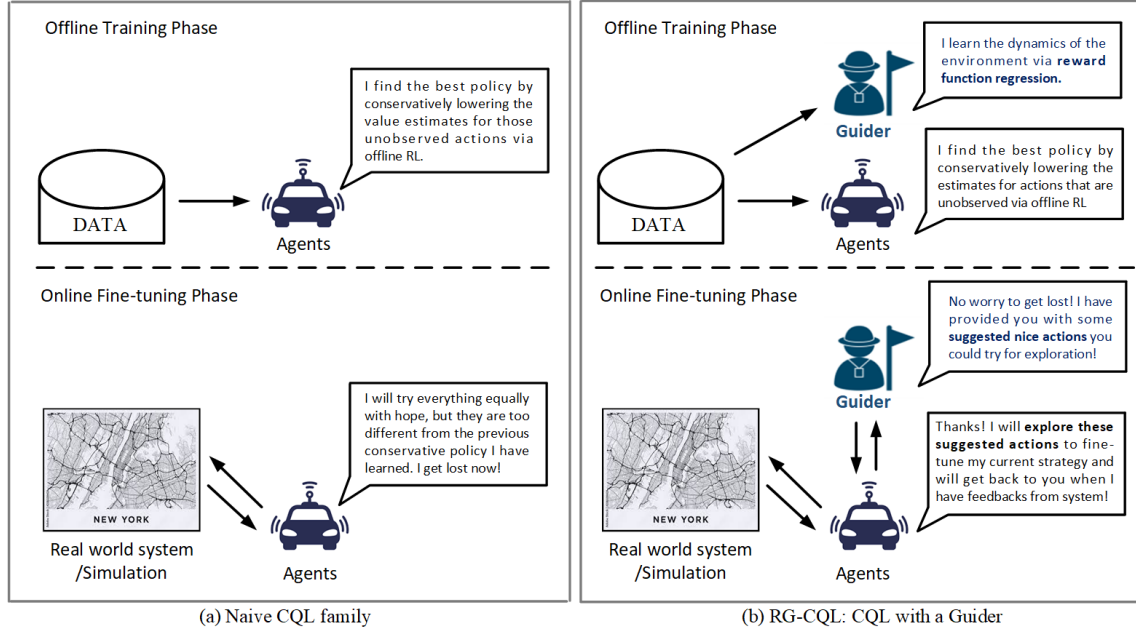 Offline Training Phase
I find the best policy by
conservatively lowering the
value estimates for those
unobserved actions via
offline RL.
DATA
Agents
Online Fine-tuning Phase
I will try everything equally
with hope, but they are too
different from the previous
conservative policy I have
learned. I get lost now!
NEW YORK
Real world system
/Simulation
Agents
(a) Naive CQL family
Offline Training Phase
I learn the dynamics of the
environment via reward
function regression.
Guider
I find the best policy by
conservatively lowering the
estimates for actions that are
unobserved via offline RL
DATA
Agents
Online Fine-tuning Phase
No worry to get lost! I have
provided you with some
suggested nice actions you
could try for exploration!
Guider
Thanks! I will explore these
suggested actions to fine-
tune my current strategy and
will get back to you when I
have feedbacks from system!
NEW YORK
Real world system
/Simulation
Agents
(b) RG-CQL: CQL with a Guider